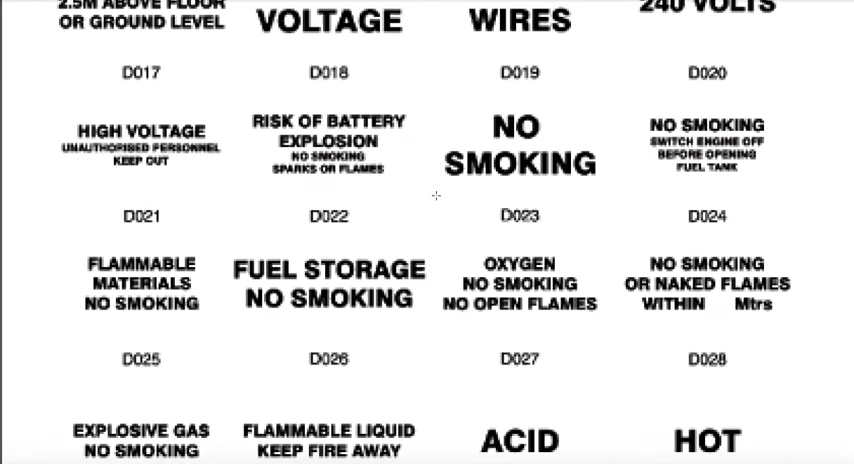 2.5M ABOVE FLOOR
OR GROUND LEVEL
VOLTAGE
WIRES
240 VOLTS
D017
D018
D019
D020
HIGH VOLTAGE
UNAUTHORISED PERSONNEL
KEEP OUT
RISK OF BATTERY
EXPLOSION
NO SMOKING
SPARKS OR FLAMES
NO
SMOKING
NO SMOKING
SWITCH ENGINE OFF
BEFORE OPENING
FUEL TANK
D021
D022
D023
D024
FLAMMABLE
MATERIALS
NO SMOKING
FUEL STORAGE
NO SMOKING
OXYGEN
NO SMOKING
NO OPEN FLAMES
NO SMOKING
OR NAKED FLAMES
WITHIN Mtrs
D025
D026
D027
D028
EXPLOSIVE GAS
NO SMOKING
FLAMMABLE LIQUID
KEEP FIRE AWAY
ACID
HOT